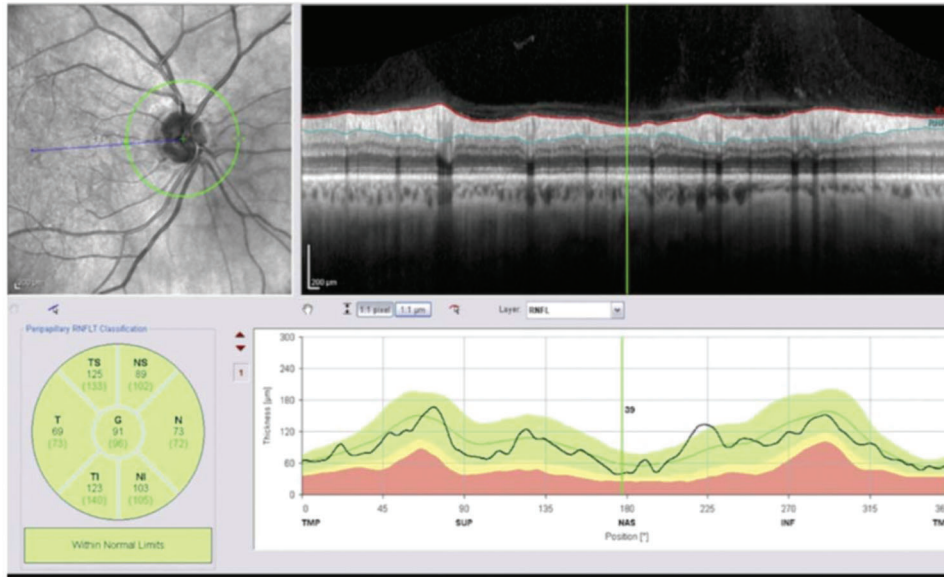 200 µm
200 µm
1:1 pixel 1:1 µm
Layer: RNFL
Peripapillary RNFLT Classification
TS
125
(133)
NS
89
(102)
T
69
(73)
G
91
(96)
N
73
(72)
TI
123
(140)
NI
103
(105)
Within Normal Limits
1
Thickness [µm]
300
240
180
120
60
0
39
0 45 90 135 180 225 270 315
TMP SUP NAS INF
Position [°]